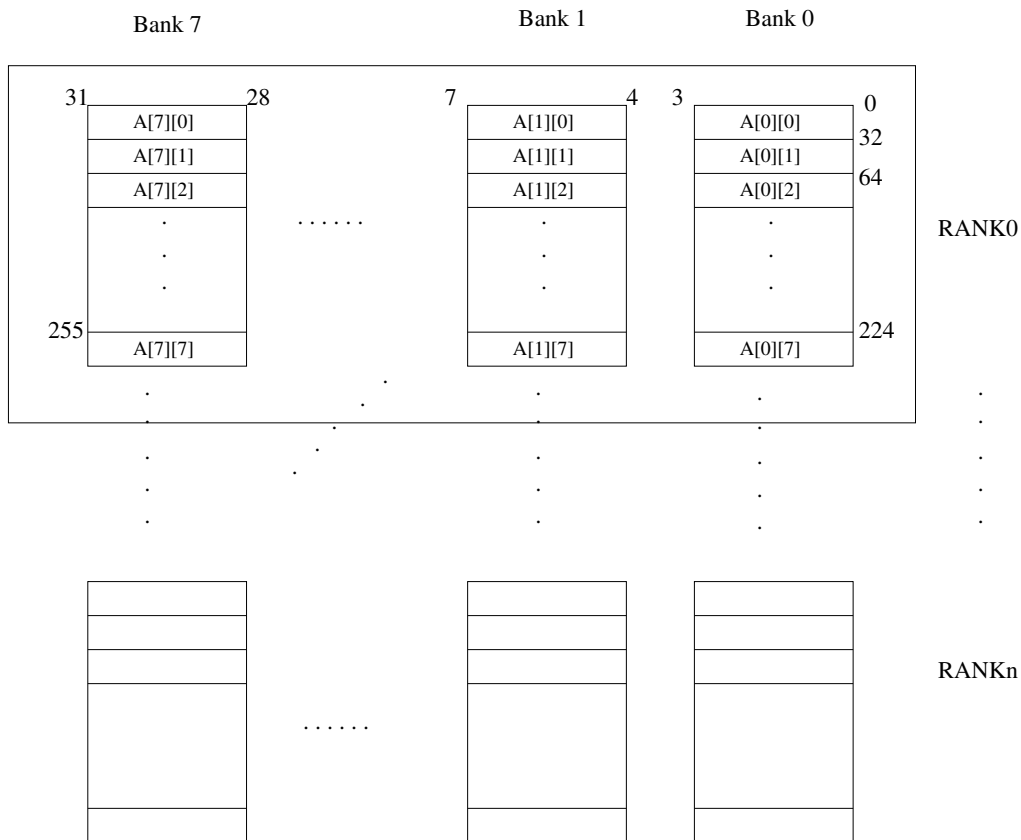 Bank 7 Bank 1 Bank 0
31 28 7 4 3 0
A[7][0] A[1][0] A[0][0]
32
A[7][1] A[1][1] A[0][1]
64
A[7][2] A[1][2] A[0][2]
RANK0
255 224
A[7][7] A[1][7] A[0][7]
RANKn